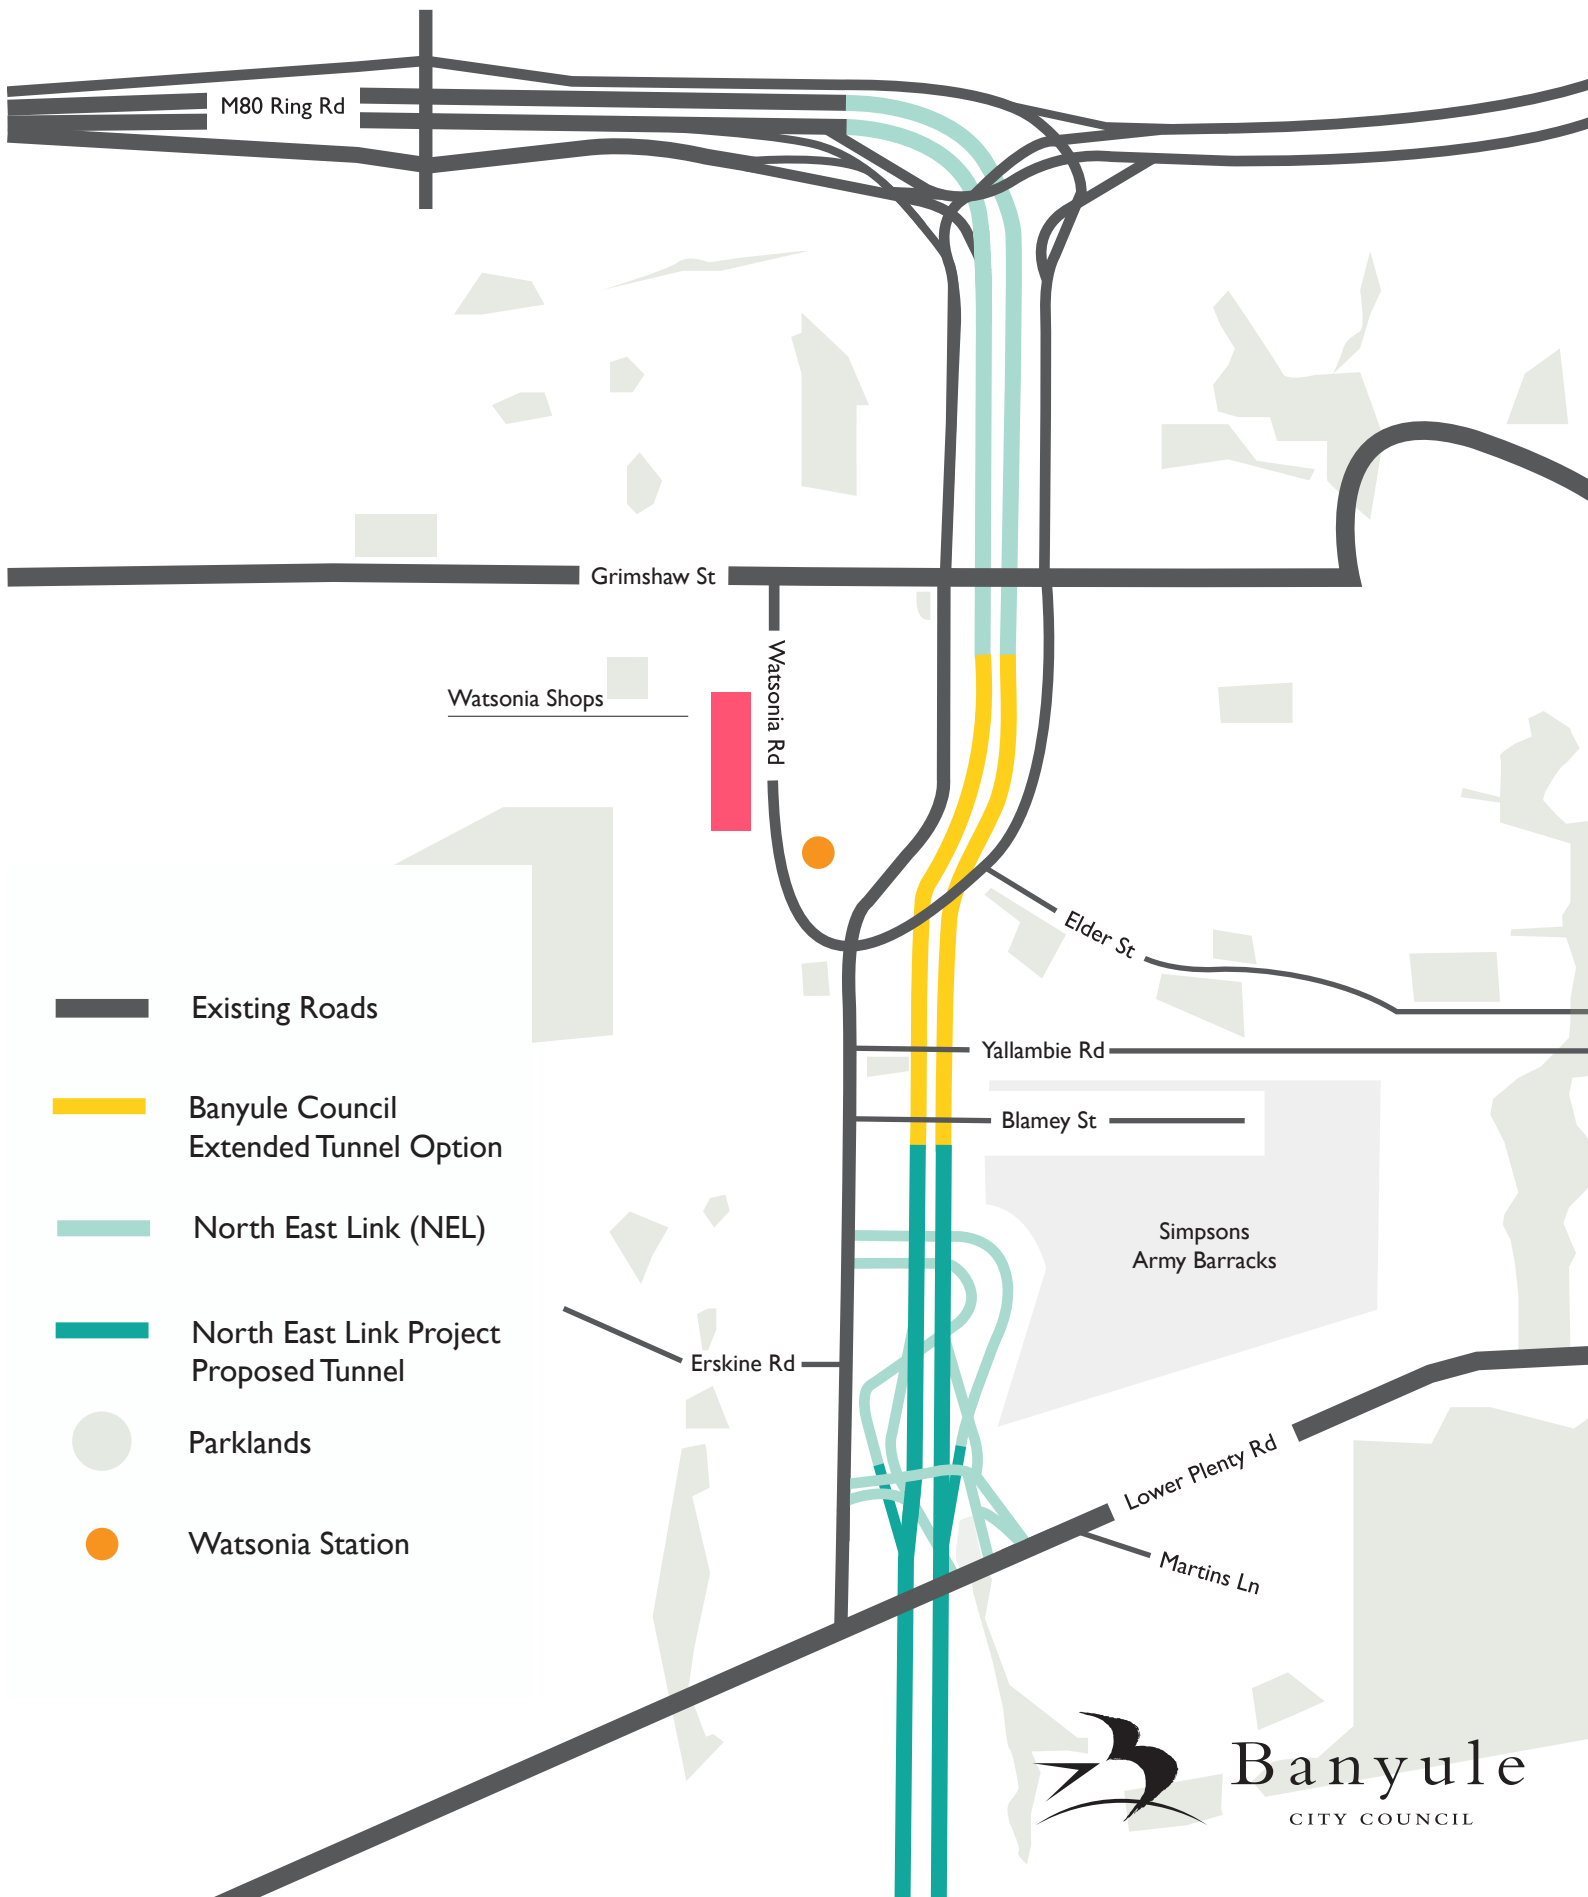 M80 Ring Rd
Grimshaw St
Watsonia Rd
Watsonia Shops
Elder St
Existing Roads
Yallambie Rd
Banyule Council
Extended Tunnel Option
Blamey St
North East Link (NEL)
Simpsons
Army Barracks
North East Link Project
Proposed Tunnel
Erskine Rd
Parklands
Lower Plenty Rd
Watsonia Station
Martins Ln
Banyule
CITY COUNCIL